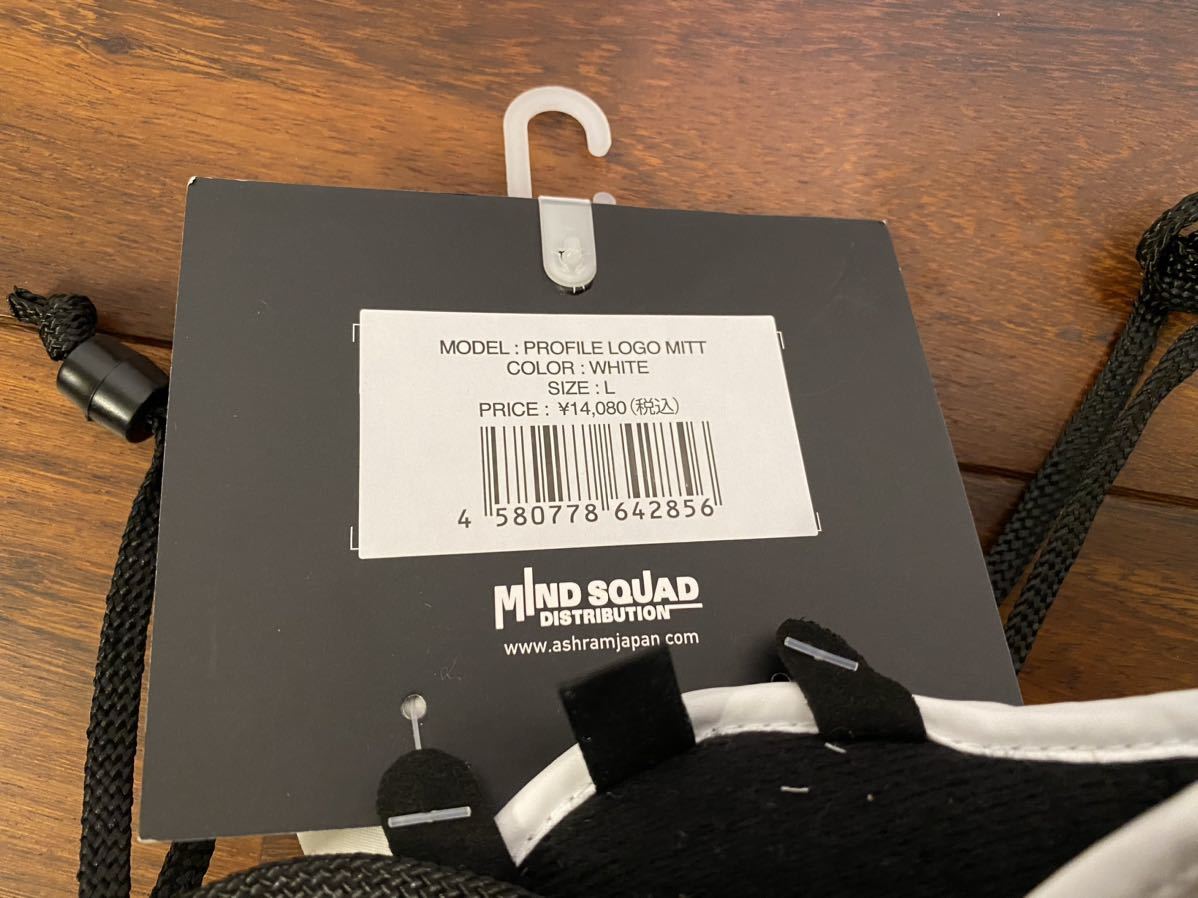 MODEL : PROFILE LOGO MITT
COLOR : WHITE
SIZE : L
PRICE : ¥14,080(税込)
4 580778 642856
MIND SQUAD
DISTRIBUTION
www.ashramjapan.com